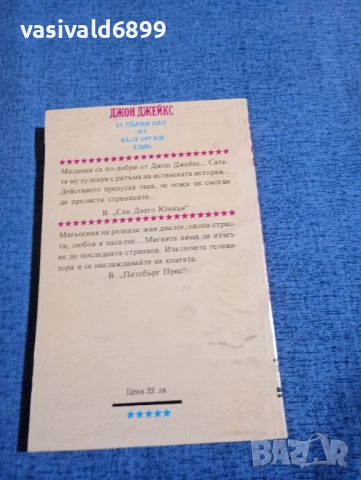 vasivald6899
ДЖОН ДЖЕЙКС
ЗА ПЪРВИ ПЪТ
НА
БЪЛГАРСКИ
ЕЗИК
Малцина са по-добри от Джон Джейкс... Сага-
та му пулсира с ритъма на истинската история...
Действието препуска така, че човек не смогва
да прелисти страниците...
В. „Сан Диего Юниън"
Магьосник на разказа: жив диалог, силни страс-
ти, любов и насилие... Магията няма да изчез-
не до последната страница. Изключете телеви-
зора и се наслаждавайте на книгата.
В. „Питсбърг Прес"
Цена 32 лв.
BAZAR